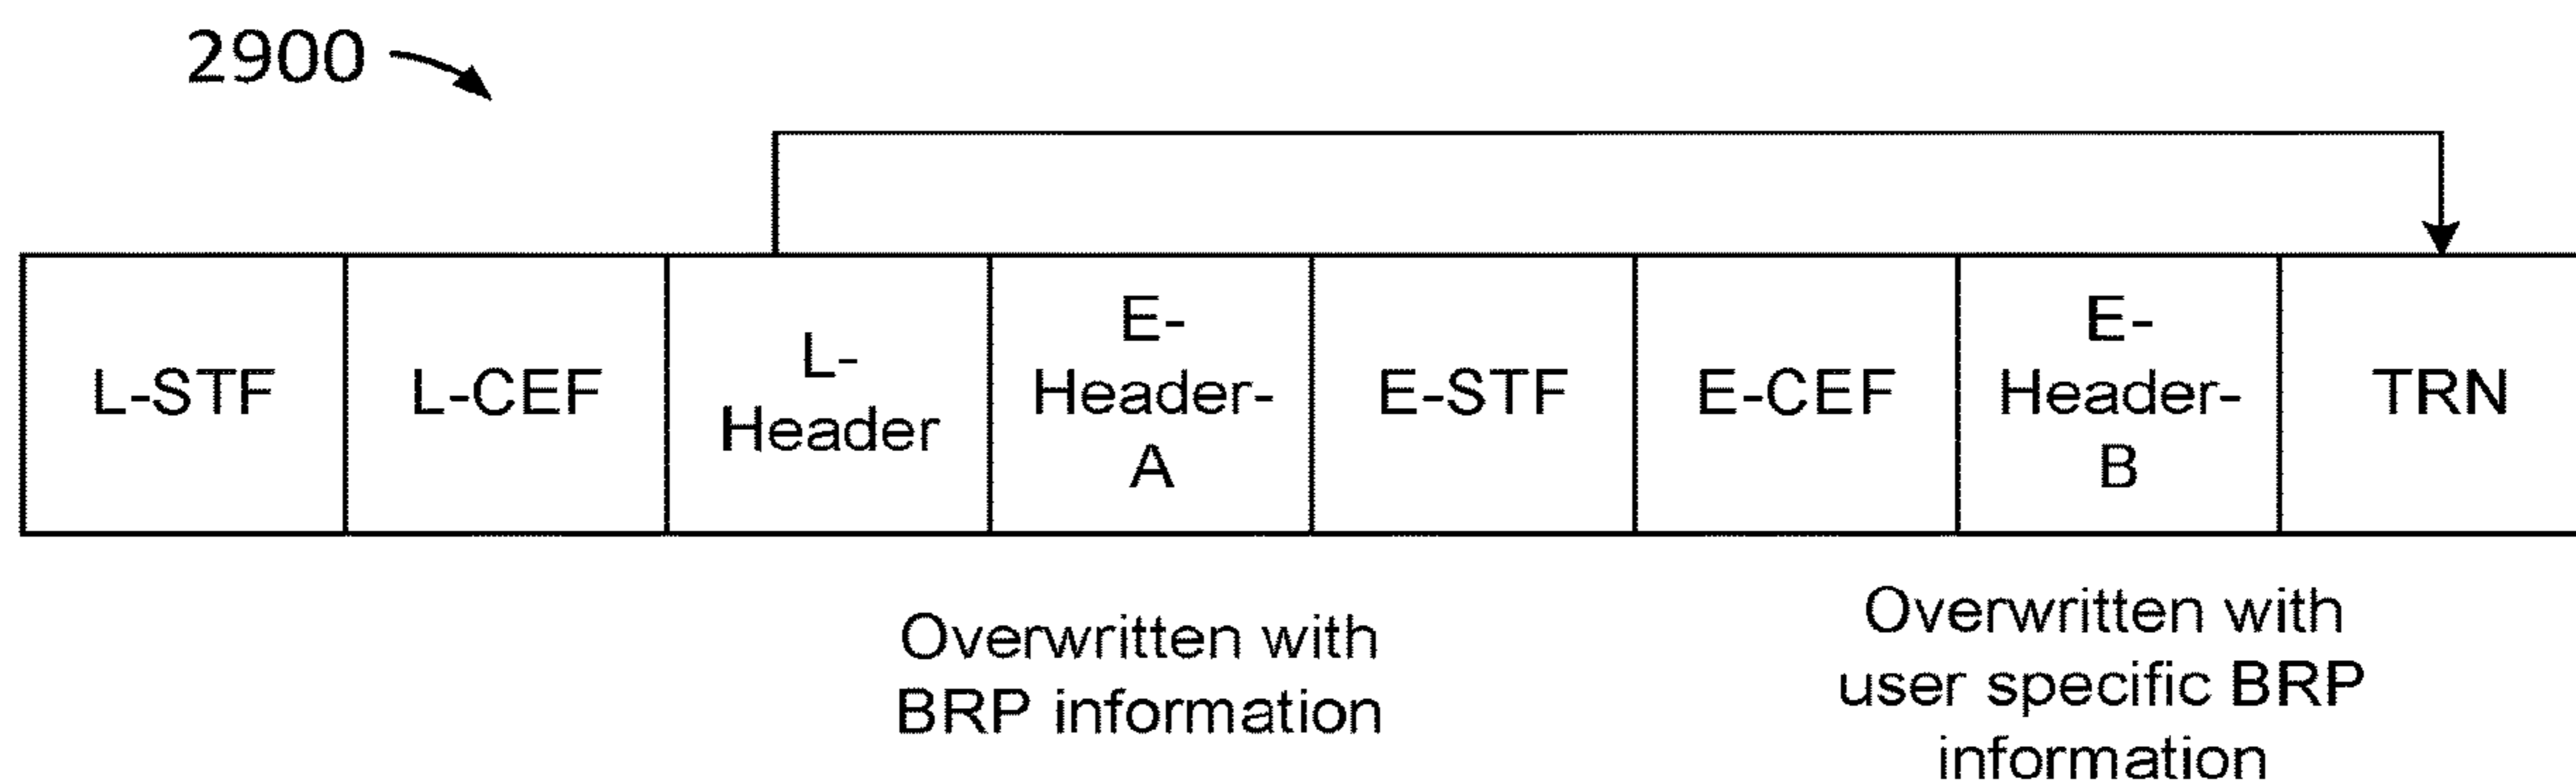 2900
L-STF
L-CEF
L-
Header
E-
Header-
A
E-STF
E-CEF
E-
Header-
B
TRN
Overwritten with
BRP information
Overwritten with
user specific BRP
information